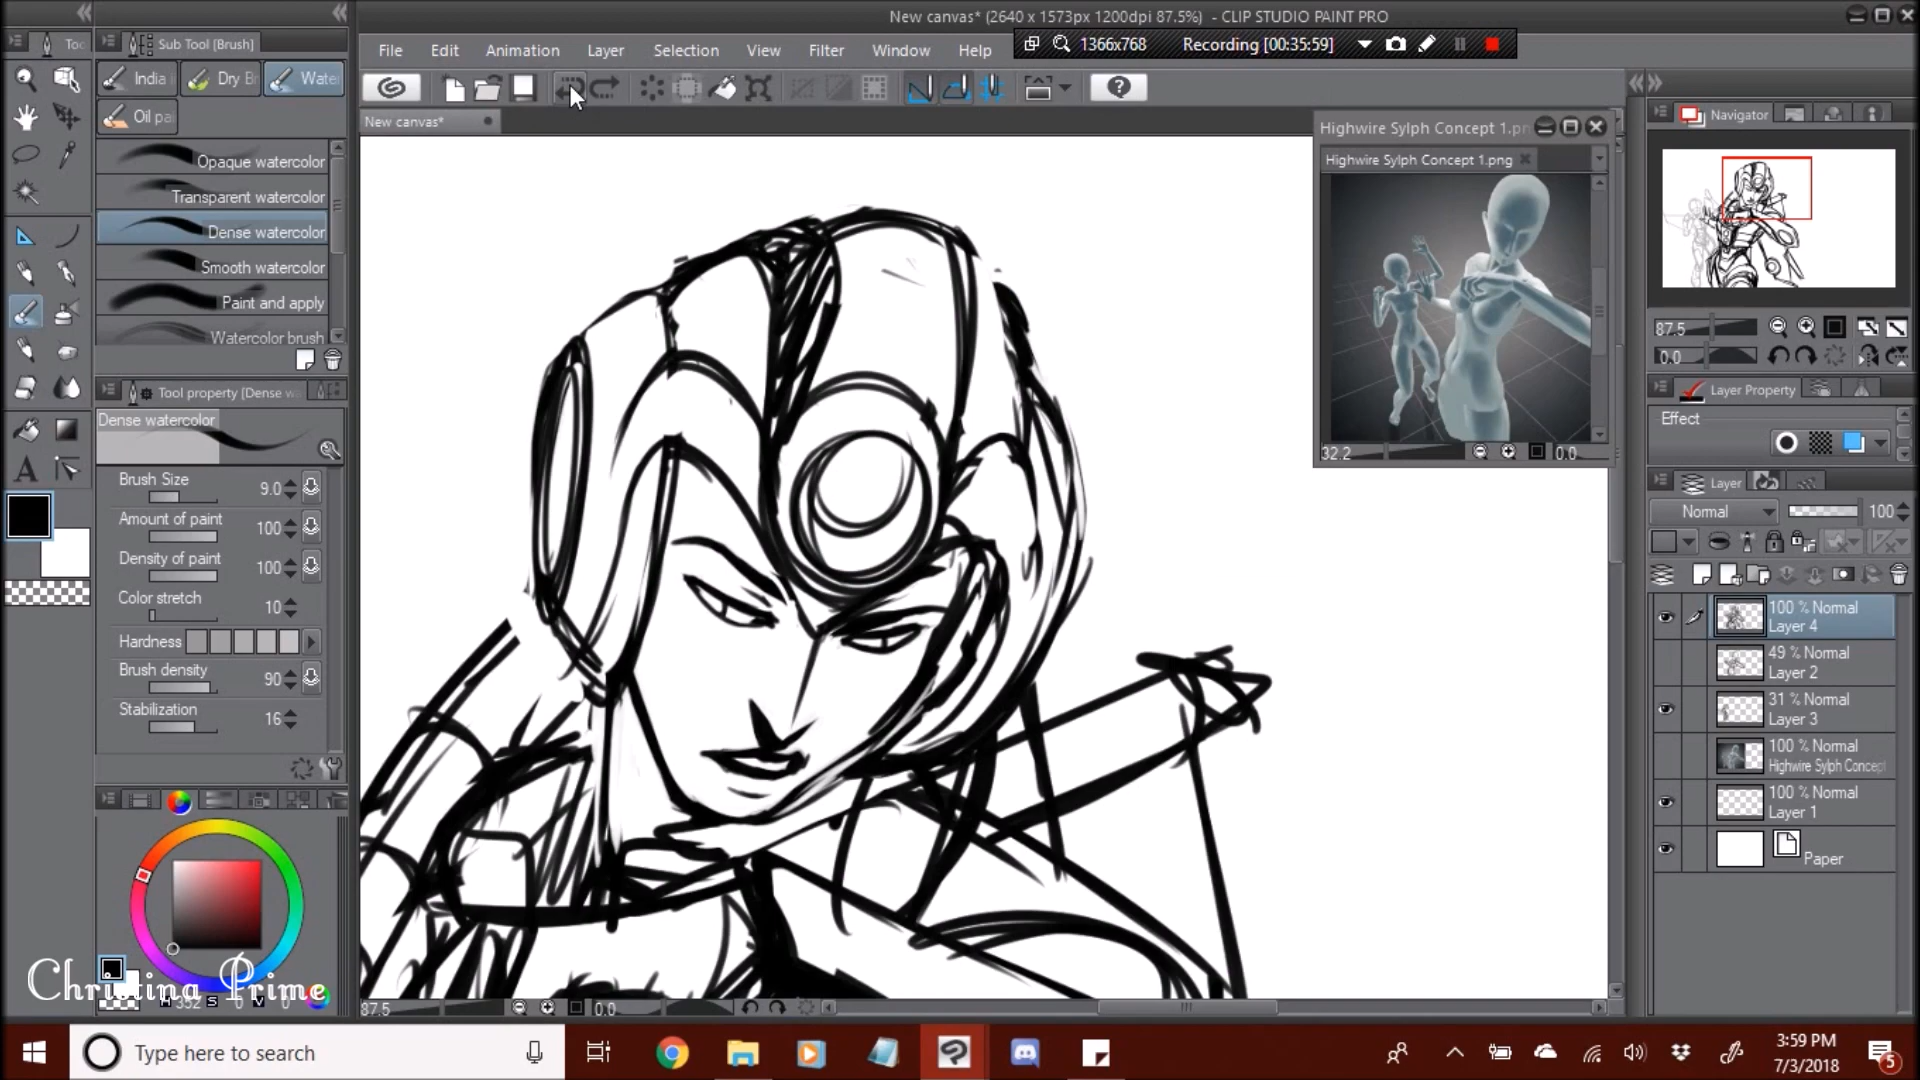 New canvas* (2640 x 1573px 1200dpi 87.5%) - CLIP STUDIO PAINT PRO
Sub Tool [Brush]
File Edit Animation Layer Selection View Filter Window Help
1366x768 Recording [00:35:59]
India
Dry B
Wate
Oil pa
New canvas*
Opaque watercolor
Transparent watercolor
Dense watercolor
Smooth watercolor
Paint and apply
Watercolor brush
Tool property [Dense wa
Dense watercolor
Brush Size 9.0
Amount of paint 100
Density of paint 100
Color stretch 10
Hardness
Brush density 90
Stabilization 16
Christina Prime
87.5 0.0
Highwire Sylph Concept 1.pn
Highwire Sylph Concept 1.png
32.2 0.0
Navigator
87.5
0.0
Layer Property
Effect
Layer
Normal 100
100 % Normal
Layer 4
49 % Normal
Layer 2
31 % Normal
Layer 3
100 % Normal
Highwire Sylph Concept
100 % Normal
Layer 1
Paper
Type here to search
3:59 PM
7/3/2018
5